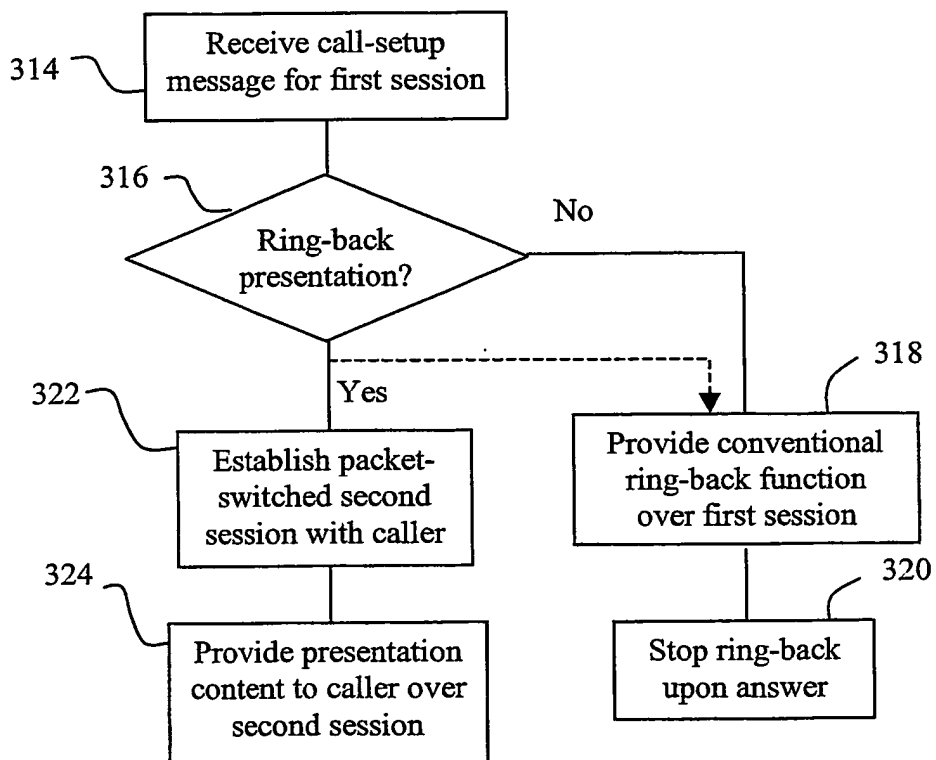 314
Receive call-setup
message for first session
316
Ring-back
presentation?
No
Yes
318
Provide conventional
ring-back function
over first session
322
Establish packet-
switched second
session with caller
320
Stop ring-back
upon answer
324
Provide presentation
content to caller over
second session